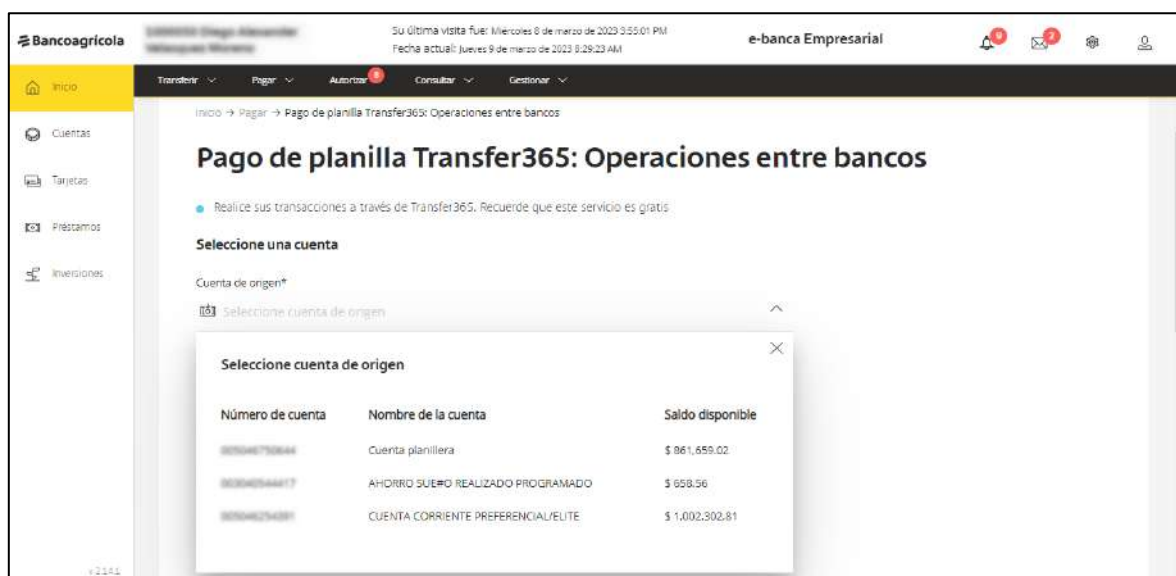 Bancoagrícola
Su última visita fue: Miércoles 8 de marzo de 2023 3:55:01 PM
Fecha actual: Jueves 9 de marzo de 2023 8:29:23 AM
e-banca Empresarial
9
2
Inicio
Cuentas
Tarjetas
Préstamos
Inversiones
Transferir
Pagar
Autorizar
8
Consultar
Gestionar
Inicio → Pagar → Pago de planilla Transfer365: Operaciones entre bancos
Pago de planilla Transfer365: Operaciones entre bancos
Realice sus transacciones a través de Transfer365. Recuerde que este servicio es gratis
Seleccione una cuenta
Cuenta de origen*
Seleccione cuenta de origen
Seleccione cuenta de origen
Número de cuenta Nombre de la cuenta Saldo disponible
Cuenta planillera $ 861,659.02
AHORRO SUE#O REALIZADO PROGRAMADO $ 658.56
CUENTA CORRIENTE PREFERENCIAL/ELITE $ 1,002,302.81